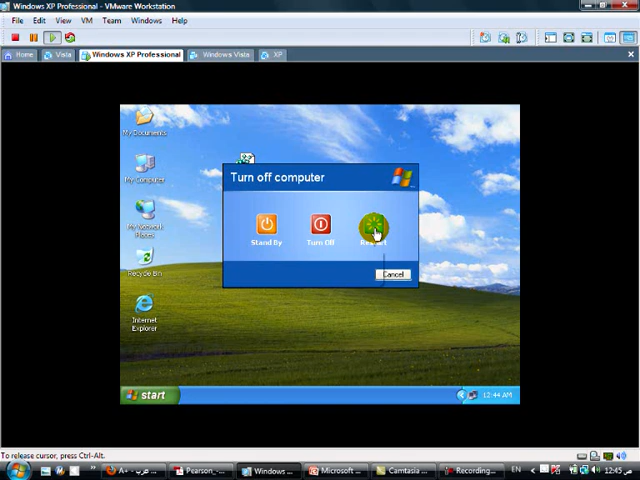 Windows XP Professional - VMware Workstation
File Edit View VM Team Windows Help
Home Vista Windows XP Professional Windows Vista XP
My Documents
My Computer
My Network
Places
Recycle Bin
Internet
Explorer
Turn off computer
Stand By Turn Off
Cancel
start 12:44 AM
To release cursor, press Ctrl-Alt.
A+ - عرب ... Pearson_-... Windows ... Microsoft ... Camtasia ... Recording... EN 12:45 ص